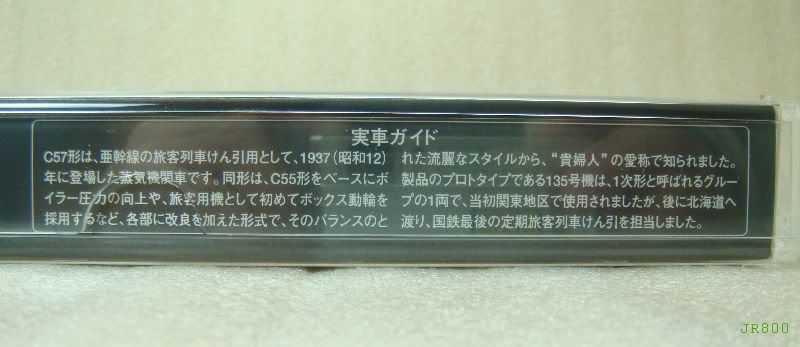 実車ガイド
C57形は、亜幹線の旅客列車けん引用として、1937(昭和12)
年に登場した蒸気機関車です。同形は、C55形をベースにボ
イラー圧力の向上や、旅客用機として初めてボックス動輪を
採用するなど、各部に改良を加えた形式で、そのバランスのと
れた流麗なスタイルから、“貴婦人”の愛称で知られました。
製品のプロトタイプである135号機は、1次形と呼ばれるグルー
プの1両で、当初関東地区で使用されましたが、後に北海道へ
渡り、国鉄最後の定期旅客列車けん引を担当しました。
JR800